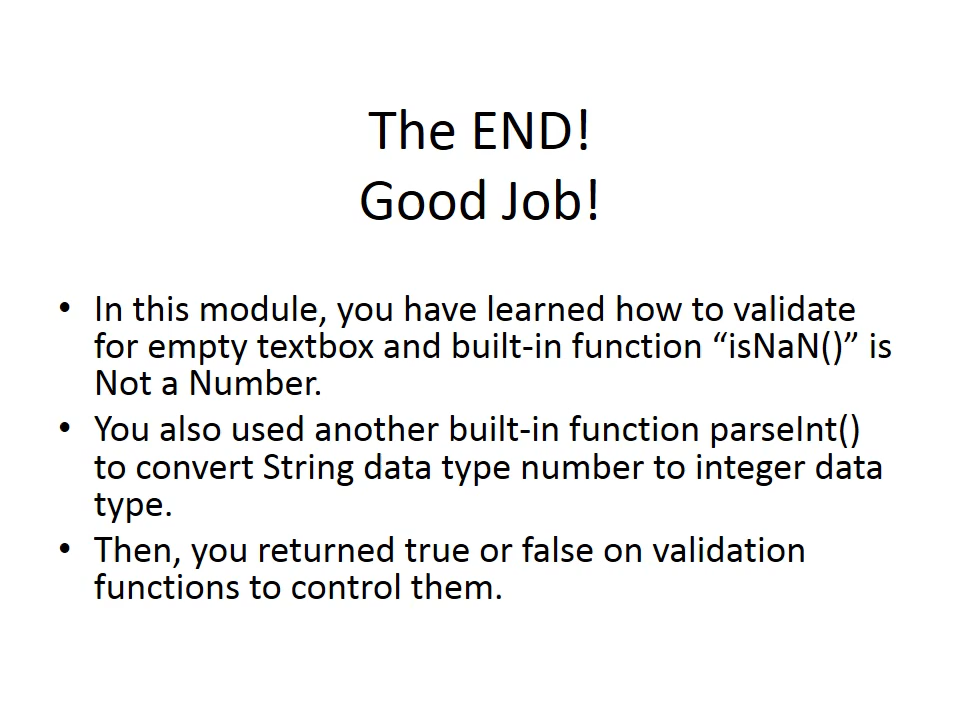 The END!
Good Job!
• In this module, you have learned how to validate
for empty textbox and built-in function “isNaN()” is
Not a Number.
• You also used another built-in function parseInt()
to convert String data type number to integer data
type.
• Then, you returned true or false on validation
functions to control them.